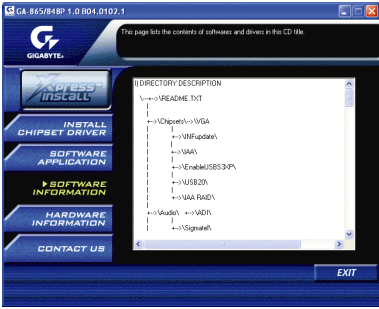 GA-865/848P 1.0 B04.0102.1
This page lists the contents of softwares and drivers in this CD title.
GIGABYTE
Xpress Install
INSTALL CHIPSET DRIVER
SOFTWARE APPLICATION
SOFTWARE INFORMATION
HARDWARE INFORMATION
CONTACT US
I) DIRECTORY DESCRIPTION
\---+-->\README.TXT
|
+-->\Chipsets\-->\VGA
| |
| +-->\INFupdate\
| |
| +-->\IAA\
| |
| +-->\EnableUSBS3XP\
| |
| +-->\USB20\
| |
| +-->\IAA RAID\
|
+-->\Audio\ +-->\ADI\
| |
| +-->\Sigmatel\
EXIT